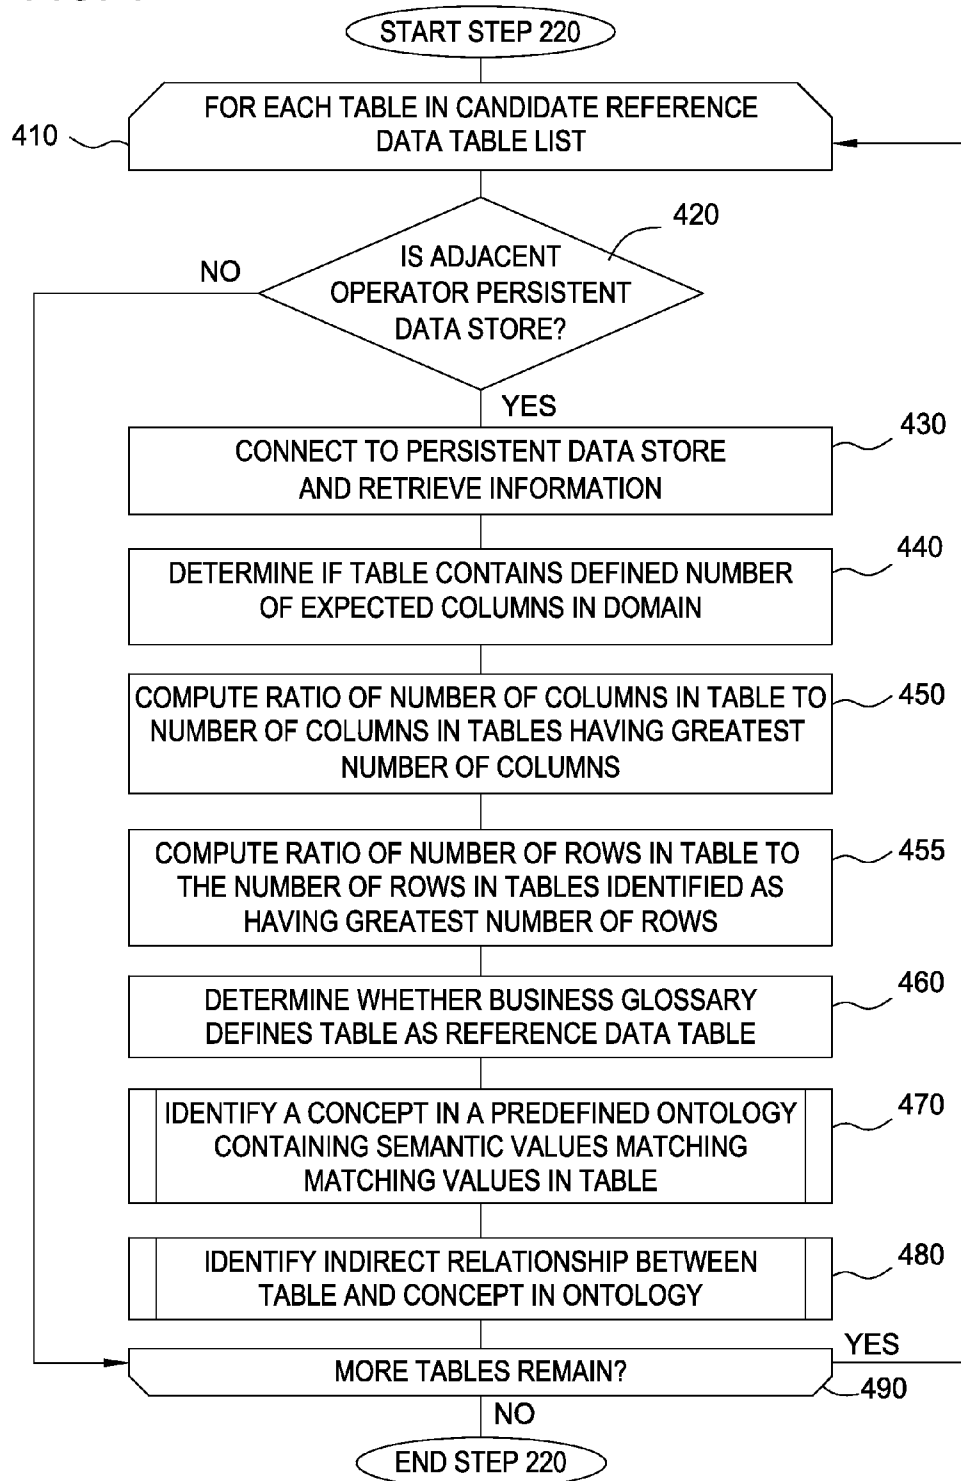 START STEP 220
FOR EACH TABLE IN CANDIDATE REFERENCE
DATA TABLE LIST
410
420
IS ADJACENT
OPERATOR PERSISTENT
DATA STORE?
NO
YES
430
CONNECT TO PERSISTENT DATA STORE
AND RETRIEVE INFORMATION
440
DETERMINE IF TABLE CONTAINS DEFINED NUMBER
OF EXPECTED COLUMNS IN DOMAIN
450
COMPUTE RATIO OF NUMBER OF COLUMNS IN TABLE TO
NUMBER OF COLUMNS IN TABLES HAVING GREATEST
NUMBER OF COLUMNS
455
COMPUTE RATIO OF NUMBER OF ROWS IN TABLE TO
THE NUMBER OF ROWS IN TABLES IDENTIFIED AS
HAVING GREATEST NUMBER OF ROWS
460
DETERMINE WHETHER BUSINESS GLOSSARY
DEFINES TABLE AS REFERENCE DATA TABLE
470
IDENTIFY A CONCEPT IN A PREDEFINED ONTOLOGY
CONTAINING SEMANTIC VALUES MATCHING
MATCHING VALUES IN TABLE
480
IDENTIFY INDIRECT RELATIONSHIP BETWEEN
TABLE AND CONCEPT IN ONTOLOGY
YES
MORE TABLES REMAIN?
490
NO
END STEP 220